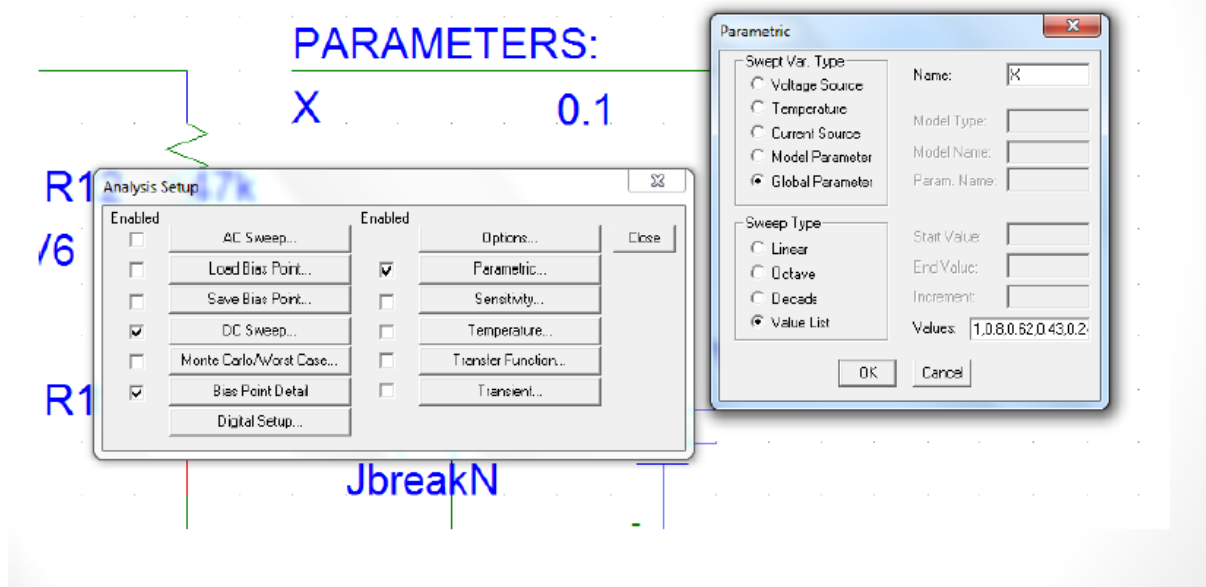 PARAMETERS:
X 0.1
R12 47k
V6
R1
JbreakN
-
Analysis Setup
Enabled Enabled
AC Sweep... Options... Close
Load Bias Point... Parametric...
Save Bias Point... Sensitivity...
DC Sweep... Temperature...
Monte Carlo/Worst Case... Transfer Function...
Bias Point Detail Transient...
Digital Setup...
Parametric
Swept Var. Type
Voltage Source
Temperature
Current Source
Model Parameter
Global Parameter
Name: X
Model Type:
Model Name:
Param. Name:
Sweep Type
Linear
Octave
Decade
Value List
Start Value:
End Value:
Increment:
Values: 1,0.8,0.62,0.43,0.2
OK Cancel